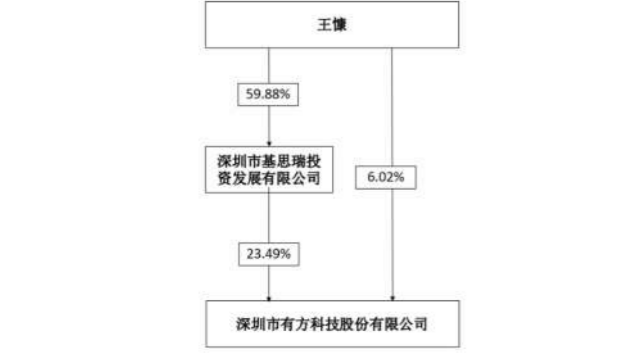 王慷
59.88%
深圳市基思瑞投
资发展有限公司
6.02%
23.49%
深圳市有方科技股份有限公司